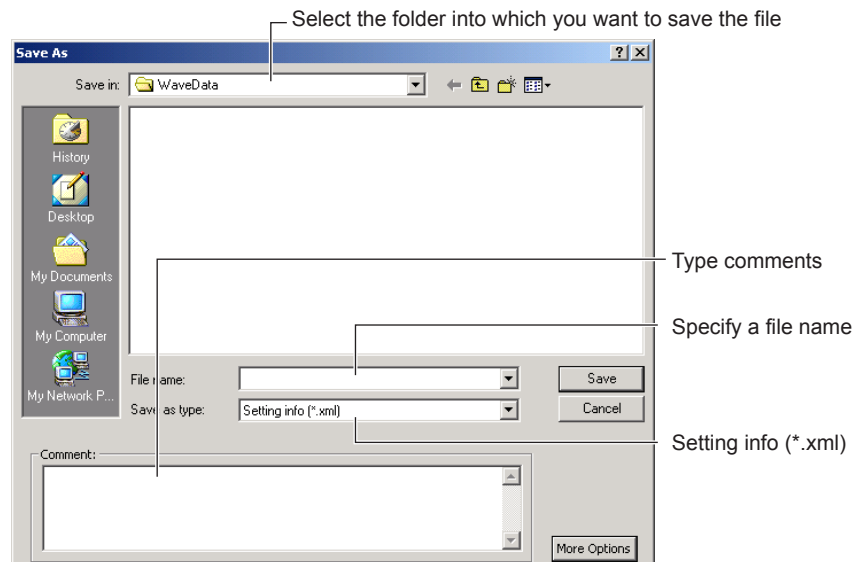 Select the folder into which you want to save the file
Save As
Save in:
WaveData
History
Desktop
My Documents
My Computer
My Network P...
Type comments
Specify a file name
File name:
Save
Save as type:
Setting info (*.xml)
Cancel
Setting info (*.xml)
Comment:
More Options